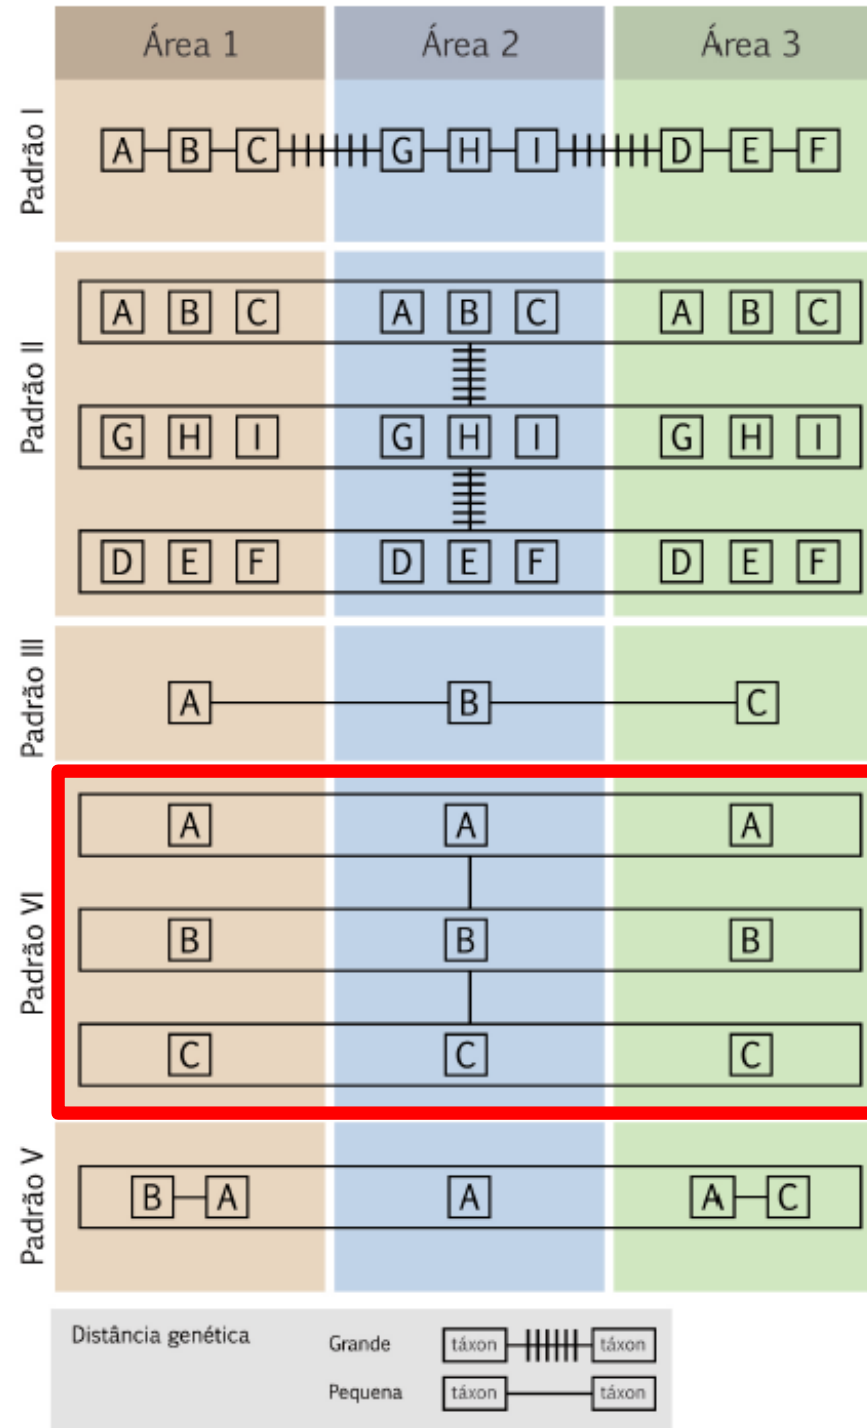 Área 1 Área 2 Área 3
Padrão I
A B C G H I D E F
Padrão II
A B C A B C A B C
G H I G H I G H I
D E F D E F D E F
Padrão III
A B C
Padrão VI
A A A
B B B
C C C
Padrão V
B A A A C
Distância genética Grande táxon táxon
Pequena táxon táxon